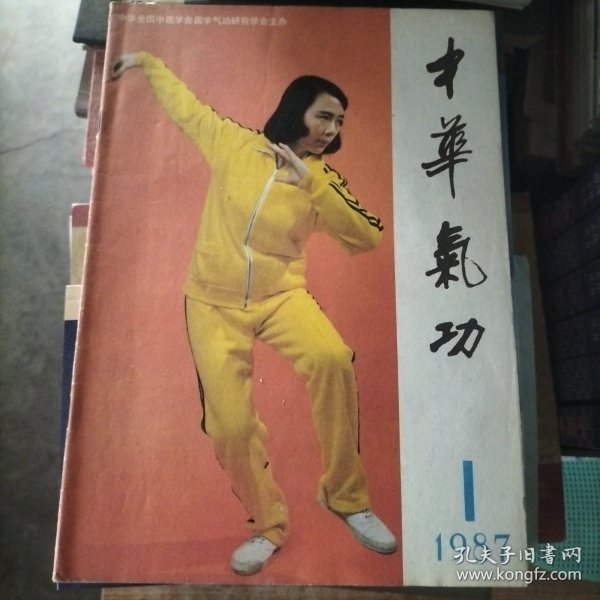 中华全国中医学会医学气功研究学会主办
中華氣功
1
1987
孔夫子旧書网
www.kongfz.com